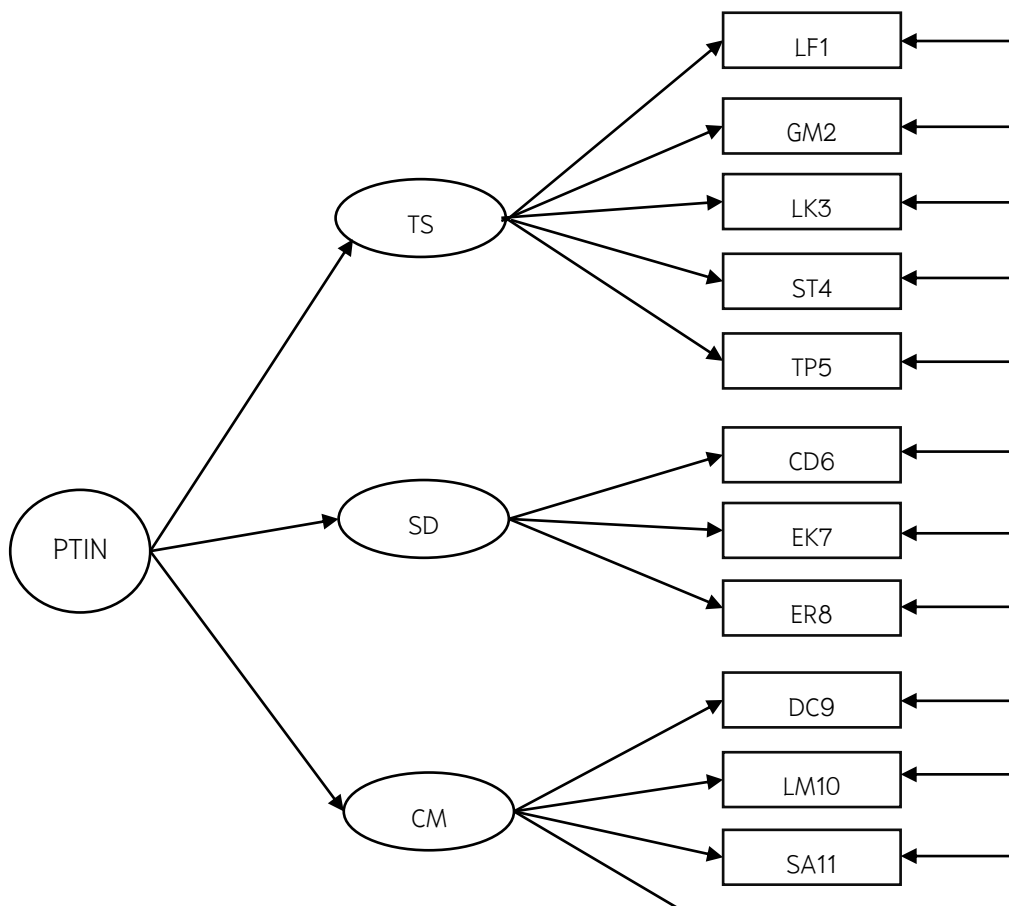 LF1
GM2
LK3
TS
ST4
TP5
CD6
SD
EK7
PTIN
ER8
DC9
LM10
CM
SA11